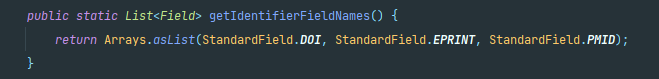 public static List<Field> getIdentifierFieldNames() {
return Arrays.asList(StandardField.DOI, StandardField.EPRINT, StandardField.PMID);
}